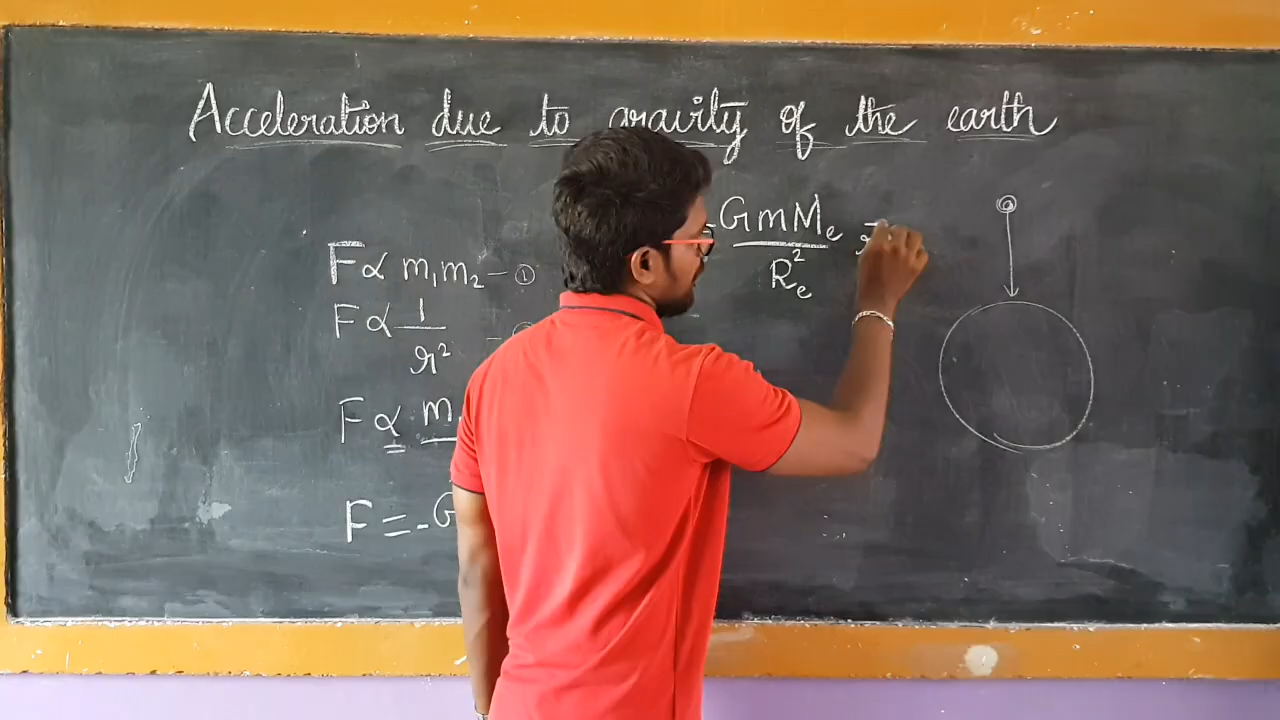 Acceleration due to gravity of the earth
F ∝ m₁m₂ — ①
F ∝ 1/r² —
F ∝ m
F = - G
- GmMₑ / Rₑ²